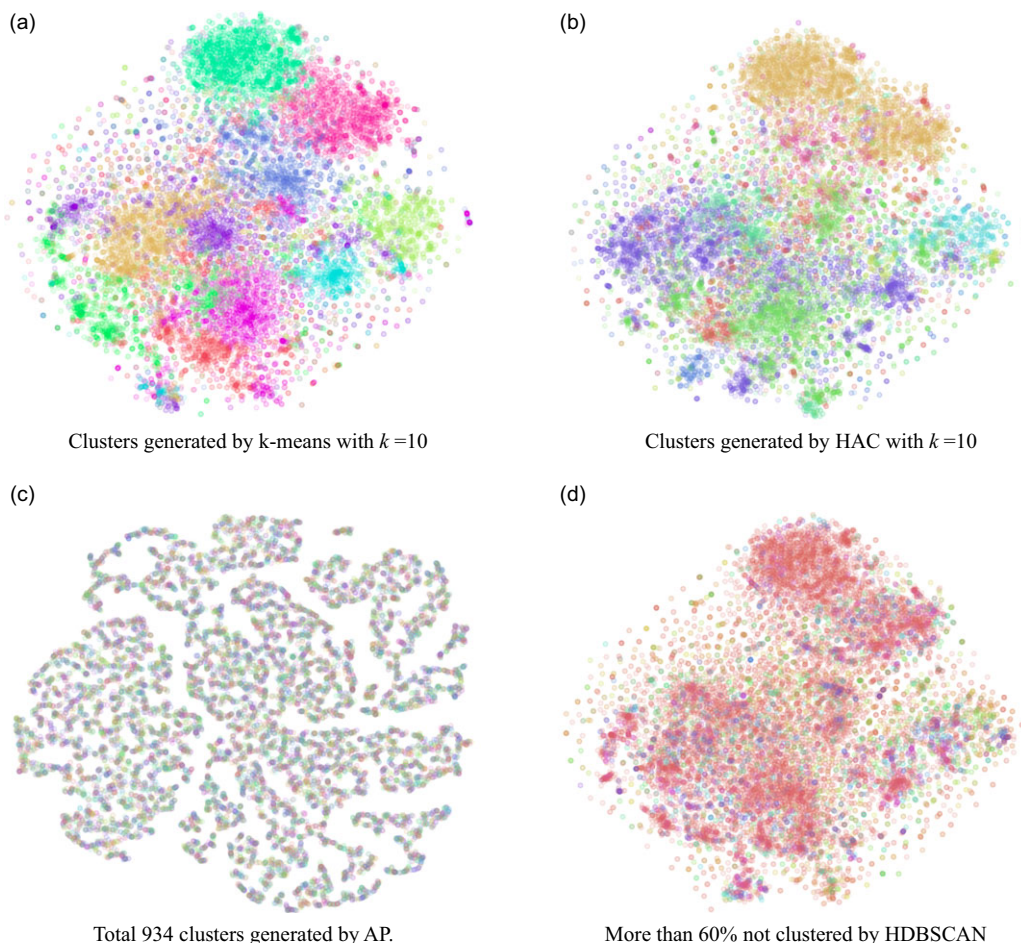 (a)
(b)
Clusters generated by k-means with k =10
Clusters generated by HAC with k =10
(c)
(d)
Total 934 clusters generated by AP.
More than 60% not clustered by HDBSCAN